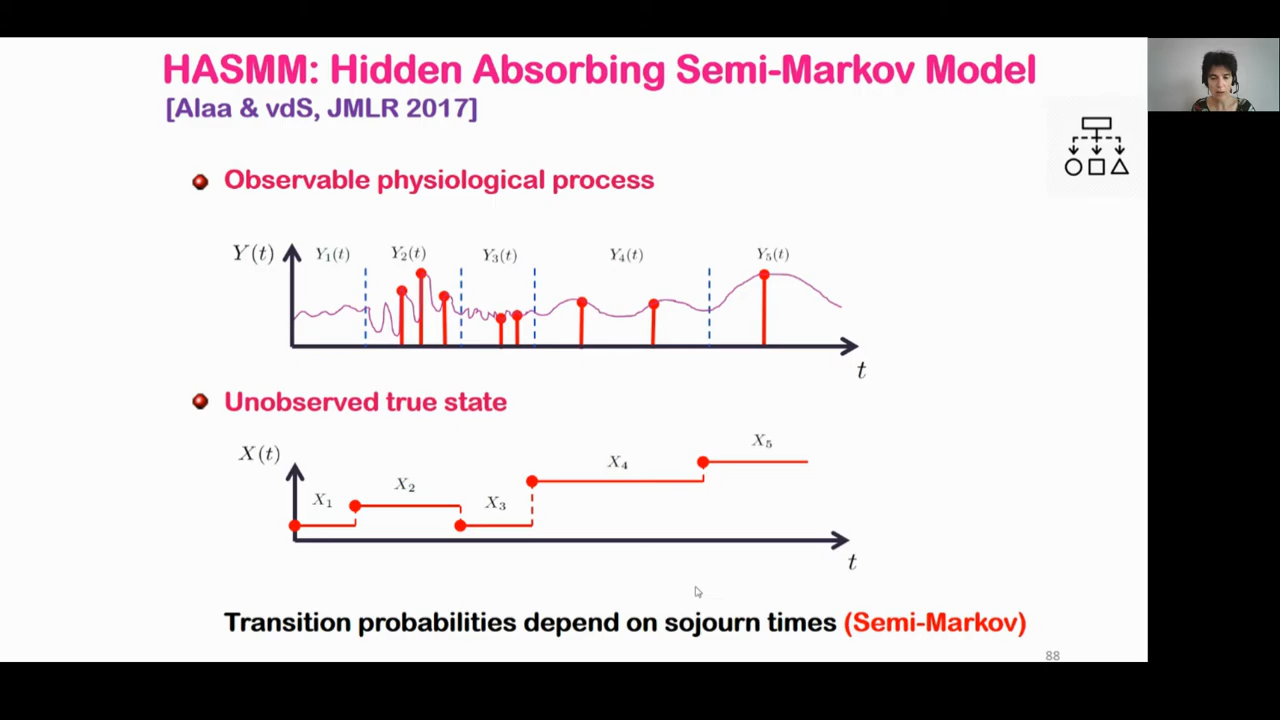 HASMM: Hidden Absorbing Semi-Markov Model
[Alaa & vdS, JMLR 2017]
Observable physiological process
Y(t) Y₁(t) Y₂(t) Y₃(t) Y₄(t) Y₅(t)
t
Unobserved true state
X(t) X₁ X₂ X₃ X₄ X₅
t
Transition probabilities depend on sojourn times (Semi-Markov)
88